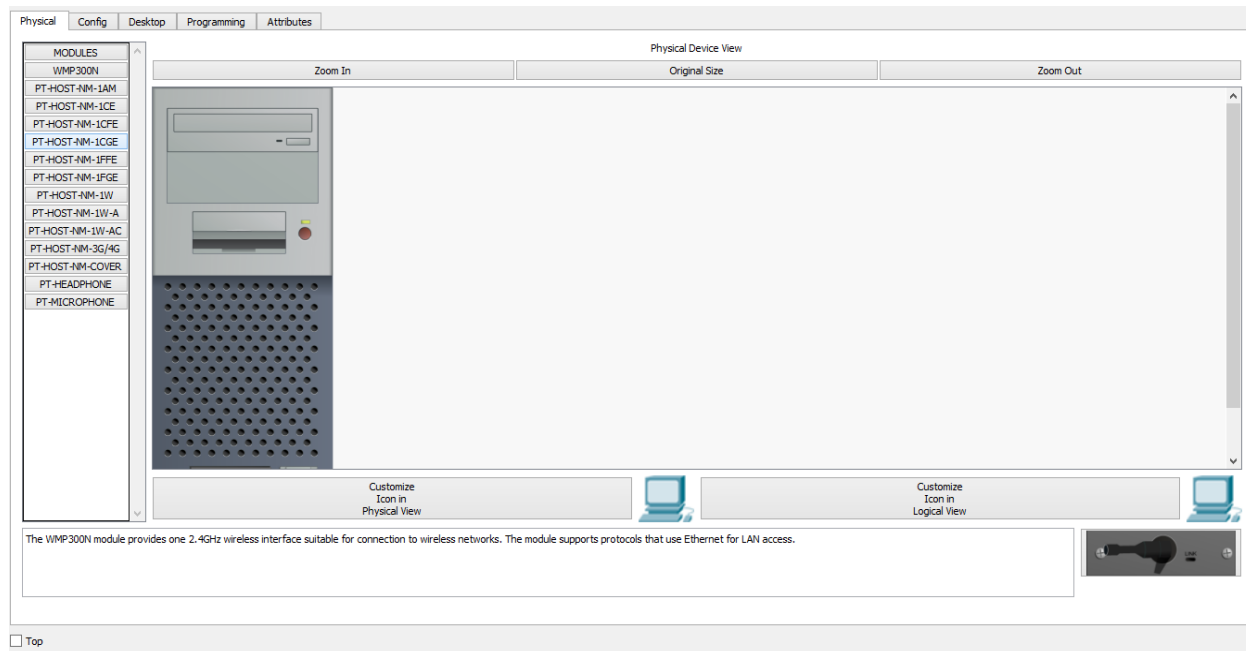 Physical Config Desktop Programming Attributes
MODULES
WMP300N
PT-HOST-NM-1AM
PT-HOST-NM-1CE
PT-HOST-NM-1CFE
PT-HOST-NM-1CGE
PT-HOST-NM-1FFE
PT-HOST-NM-1FGE
PT-HOST-NM-1W
PT-HOST-NM-1W-A
PT-HOST-NM-1W-AC
PT-HOST-NM-3G/4G
PT-HOST-NM-COVER
PT-HEADPHONE
PT-MICROPHONE
Physical Device View
Zoom In Original Size Zoom Out
Customize
Icon in
Physical View
Customize
Icon in
Logical View
The WMP300N module provides one 2.4GHz wireless interface suitable for connection to wireless networks. The module supports protocols that use Ethernet for LAN access.
LINK
Top